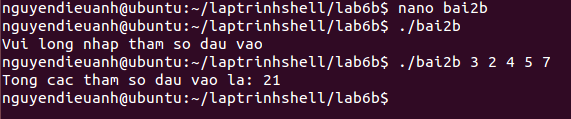 nguyendieuanh@ubuntu:~/laptrinhshell/lab6b$ nano bai2b
nguyendieuanh@ubuntu:~/laptrinhshell/lab6b$ ./bai2b
Vui long nhap tham so dau vao
nguyendieuanh@ubuntu:~/laptrinhshell/lab6b$ ./bai2b 3 2 4 5 7
Tong cac tham so dau vao la: 21
nguyendieuanh@ubuntu:~/laptrinhshell/lab6b$